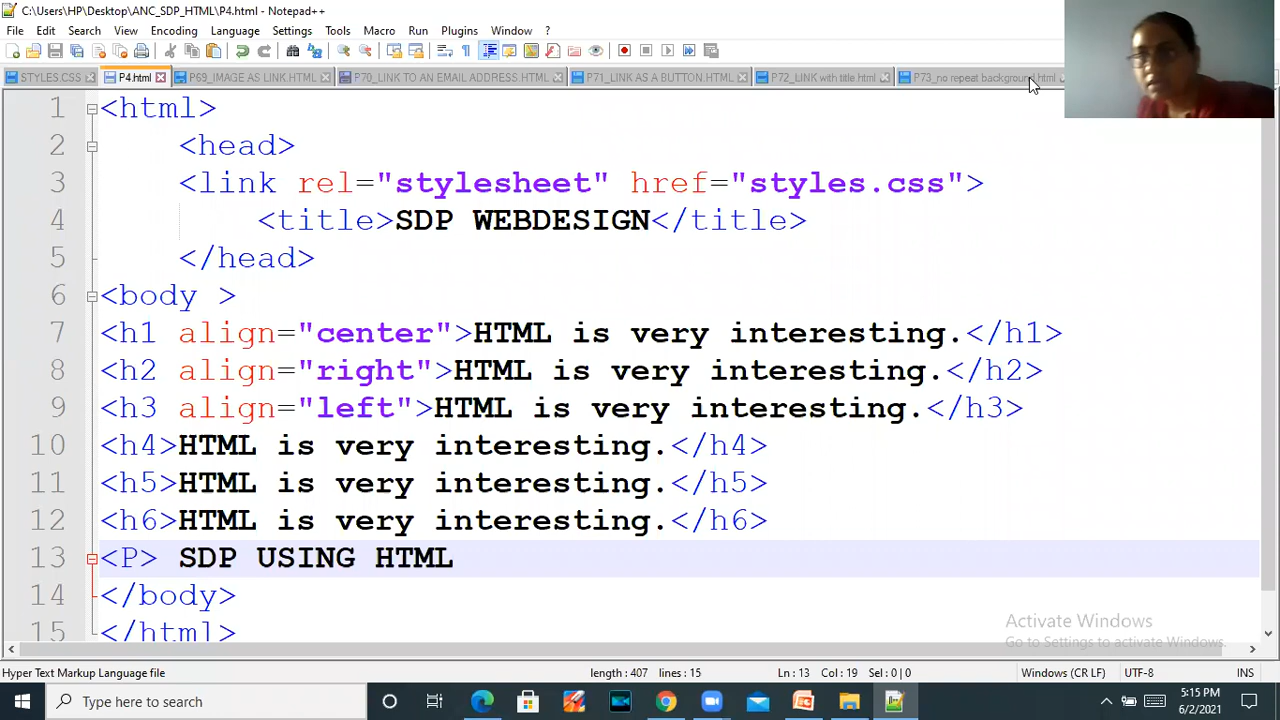 C:\Users\HP\Desktop\ANC_SDP_HTML\P4.html - Notepad++
File Edit Search View Encoding Language Settings Tools Macro Run Plugins Window ?
STYLES.CSS P4.html P69_IMAGE AS LINK.HTML P70_LINK TO AN EMAIL ADDRESS.HTML P71_LINK AS A BUTTON.HTML P72_LINK with title html P73_no repeat background.html
1 <html>
2 <head>
3 <link rel="stylesheet" href="styles.css">
4 <title>SDP WEBDESIGN</title>
5 </head>
6 <body >
7 <h1 align="center">HTML is very interesting.</h1>
8 <h2 align="right">HTML is very interesting.</h2>
9 <h3 align="left">HTML is very interesting.</h3>
10 <h4>HTML is very interesting.</h4>
11 <h5>HTML is very interesting.</h5>
12 <h6>HTML is very interesting.</h6>
13 <P> SDP USING HTML
14 </body>
15 </html>
Activate Windows
Go to Settings to activate Windows.
Hyper Text Markup Language file length : 407 lines : 15 Ln : 13 Col : 19 Sel : 0 | 0 Windows (CR LF) UTF-8 INS
Type here to search
5:15 PM
6/2/2021